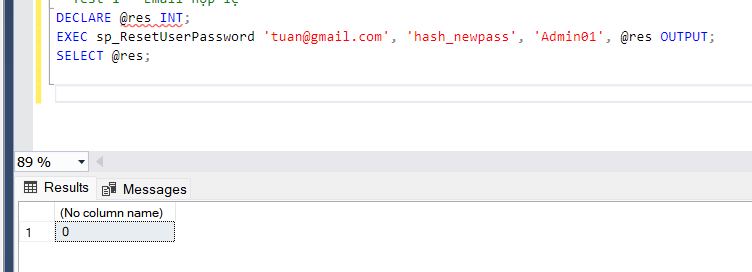 DECLARE @res INT;
EXEC sp_ResetUserPassword 'tuan@gmail.com', 'hash_newpass', 'Admin01', @res OUTPUT;
SELECT @res;
89 %
Results Messages
(No column name)
1 0